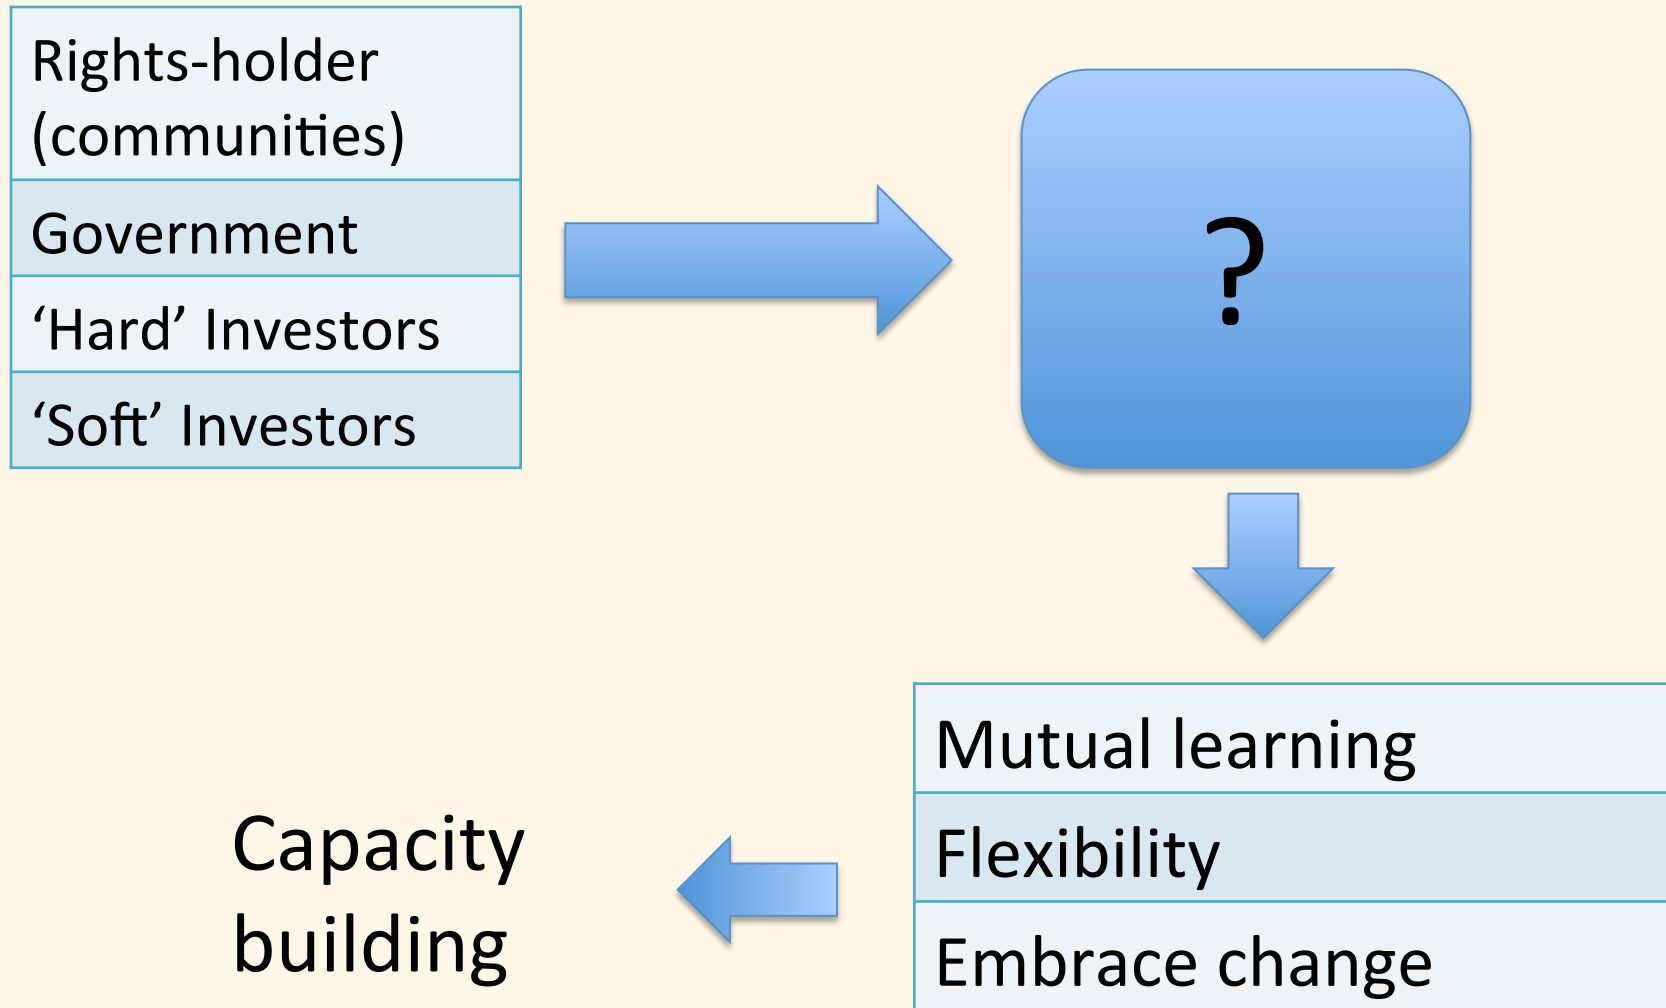 Rights-holder
(communities)
Government
‘Hard’ Investors
‘Soft’ Investors
?
Mutual learning
Flexibility
Embrace change
Capacity
building